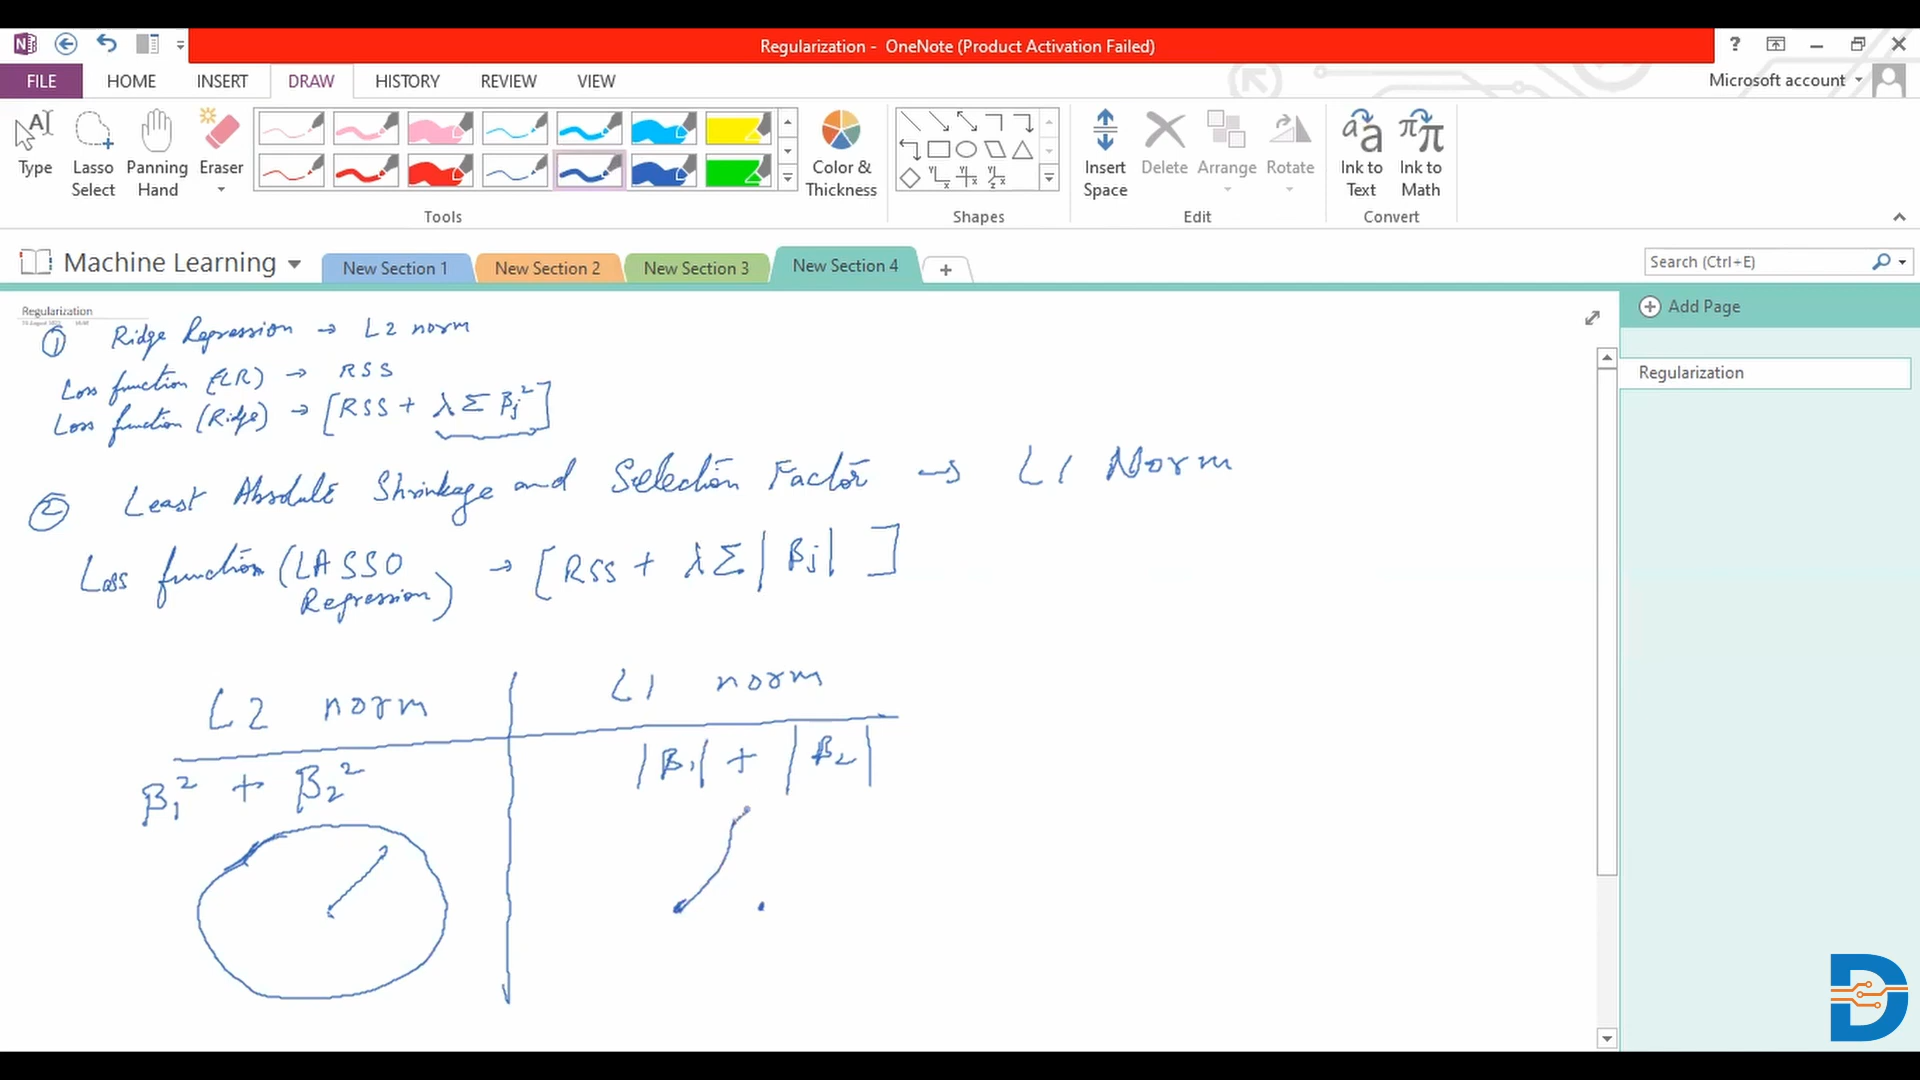 Regularization - OneNote (Product Activation Failed)
?
FILE HOME INSERT DRAW HISTORY REVIEW VIEW
Microsoft account
Type
Lasso Select
Panning Hand
Eraser
Color & Thickness
Insert Space
Delete
Arrange
Rotate
Ink to Text
Ink to Math
Tools
Shapes
Edit
Convert
Machine Learning
New Section 1
New Section 2
New Section 3
New Section 4
+
Search (Ctrl+E)
Add Page
Regularization
Regularization
① Ridge Regression → L2 norm
Loss function (LR) → RSS
Loss function (Ridge) → [RSS + λ Σ βj²]
② Least Absolute Shrinkage and Selection Factor → L1 Norm
Loss function (LASSO Regression) → [RSS + λ Σ |βj| ]
L2 norm
L1 norm
β₁² + β₂²
|β₁| + |β₂|